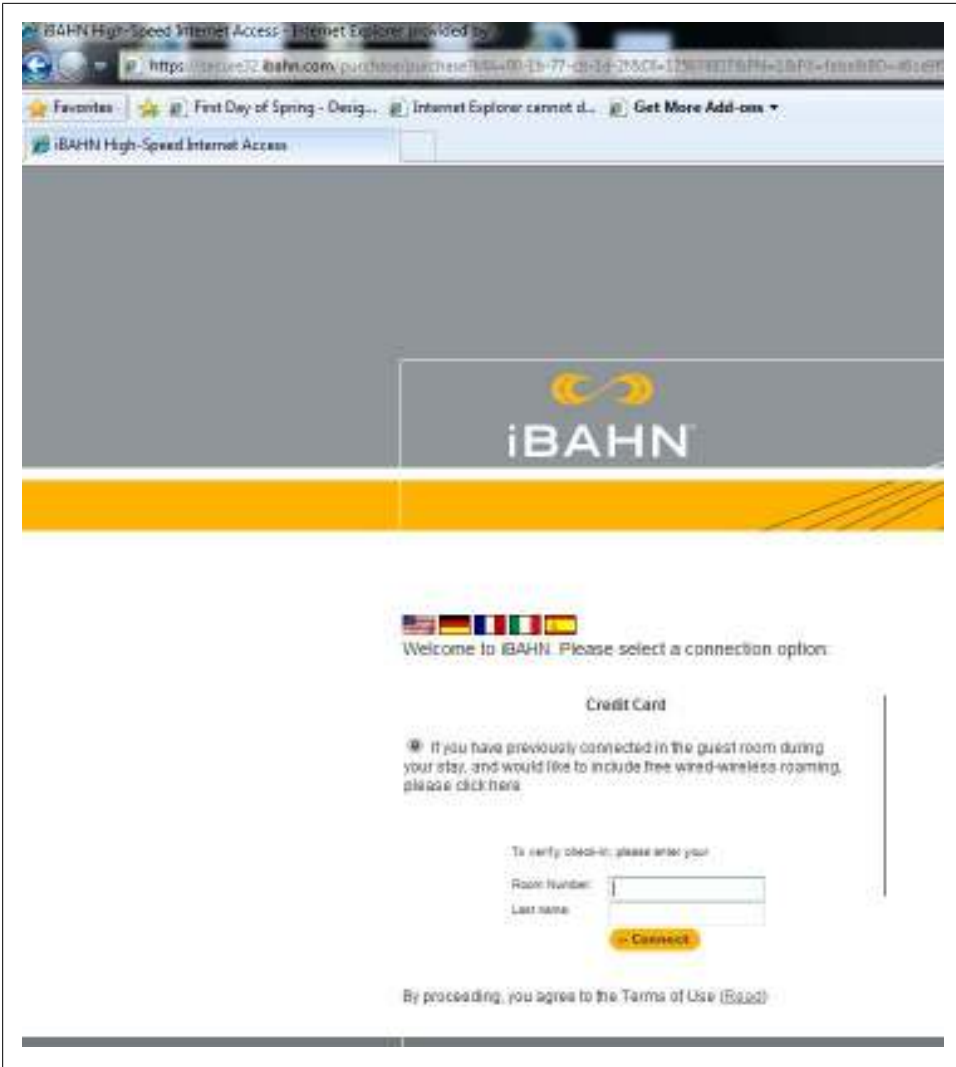 iBAHN High-Speed Internet Access - Internet Explorer provided by
Favorites First Day of Spring - Desig... Internet Explorer cannot d... Get More Add-ons
iBAHN High-Speed Internet Access
iBAHN
Welcome to iBAHN. Please select a connection option:
Credit Card
If you have previously connected in the guest room during
your stay, and would like to include free wired-wireless roaming,
please click here
To verify check-in, please enter your
Room Number:
Last name
Connect
By proceeding, you agree to the Terms of Use (Read)